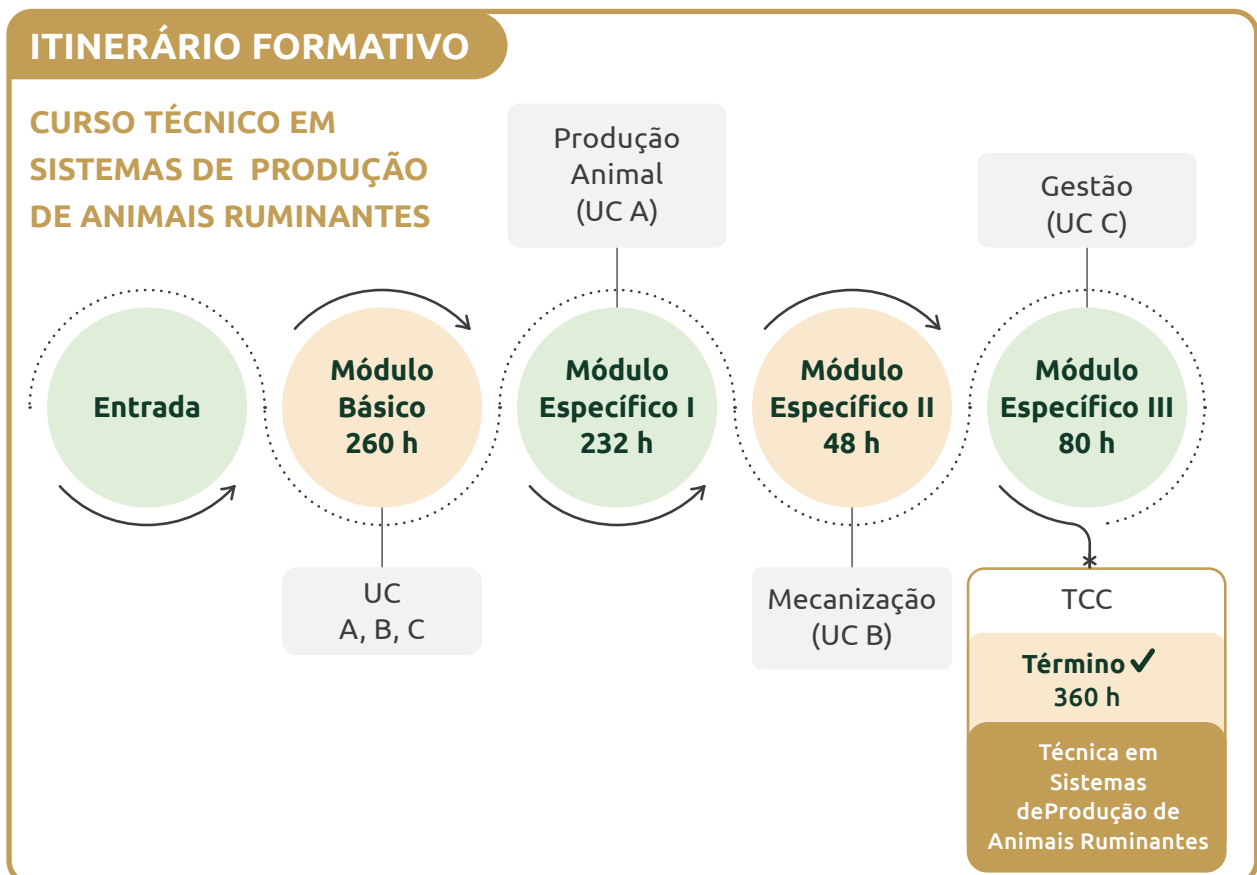 ITINERÁRIO FORMATIVO
CURSO TÉCNICO EM
SISTEMAS DE PRODUÇÃO
DE ANIMAIS RUMINANTES
Produção
Animal
(UC A)
Gestão
(UC C)
Entrada
Módulo
Básico
260 h
Módulo
Específico I
232 h
Módulo
Específico II
48 h
Módulo
Específico III
80 h
UC
A, B, C
Mecanização
(UC B)
TCC
Término ✓
360 h
Técnica em
Sistemas
deProdução de
Animais Ruminantes